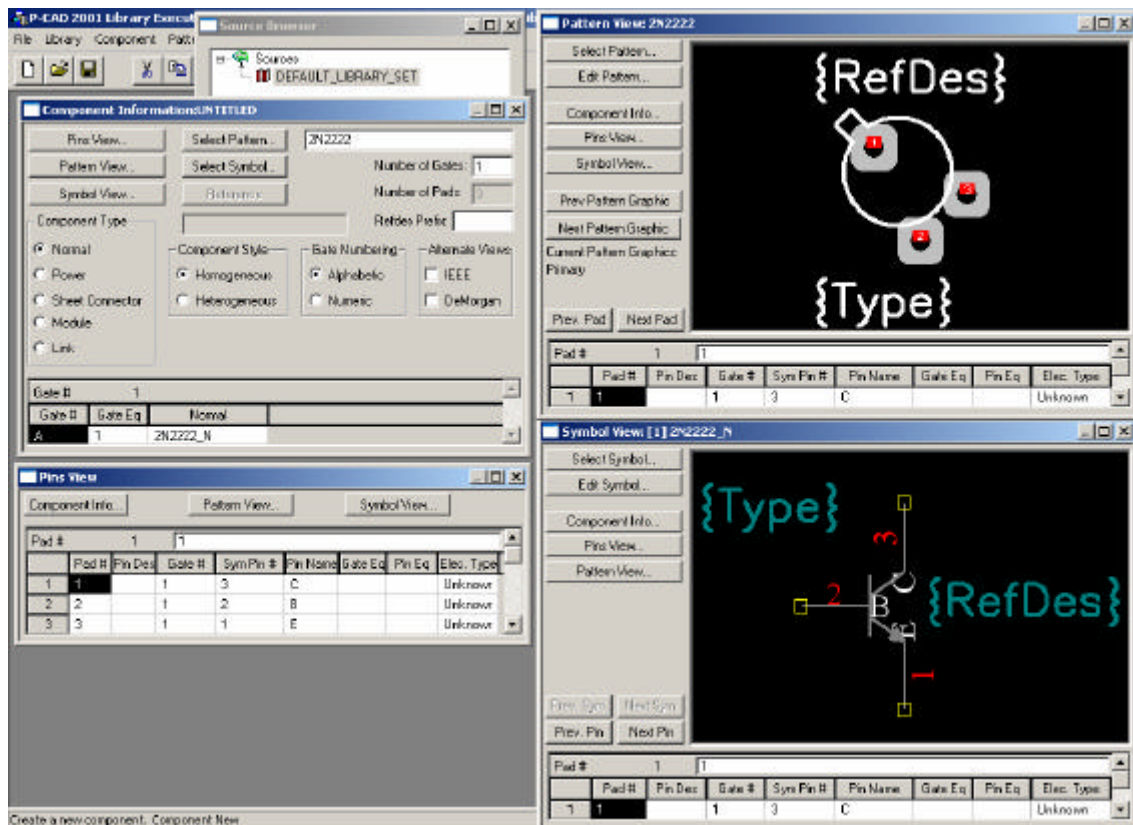 P-CAD 2001 Library Execut
File Library Component Patt
Source Browser
Sources
DEFAULT_LIBRARY_SET
Component Information:UNTITLED
Pins View... Select Pattern... 2N2222
Pattern View... Select Symbol... Number of Gates: 1
Symbol View... Reference Number of Pads:
Component Type Refdes Prefix:
Normal Component Style Gate Numbering Alternate Views
Power Homogeneous Alphabetic IEEE
Sheet Connector Heterogeneous Numeric DeMorgan
Module
Link
Gate # 1
Gate # Gate Eq Normal
A 1 2N2222_N
Pins View
Component Info... Pattern View... Symbol View...
Pad # 1 1
Pad # Pin Des Gate # Sym Pin # Pin Name Gate Eq Pin Eq Elec. Type
1 1 1 3 C Unknowr
2 2 1 2 B Unknowr
3 3 1 1 E Unknowr
Create a new component. Component New
Pattern View: 2N2222
Select Pattern...
Edit Pattern...
Component Info...
Pins View...
Symbol View...
Prev Pattern Graphic
Next Pattern Graphic
Current Pattern Graphics:
Primary
Prev. Pad Next Pad
{RefDes}
1
3
2
{Type}
Pad # 1 1
Pad # Pin Des Gate # Sym Pin # Pin Name Gate Eq Pin Eq Elec. Type
1 1 1 3 C Unknown
Symbol View: [1] 2N2222_N
Select Symbol...
Edit Symbol...
Component Info...
Pins View...
Pattern View...
Prev. Sym Next Sym
Prev. Pin Next Pin
{Type}
3
C
2 B {RefDes}
E
1
Pad # 1 1
Pad # Pin Des Gate # Sym Pin # Pin Name Gate Eq Pin Eq Elec. Type
1 1 1 3 C Unknown